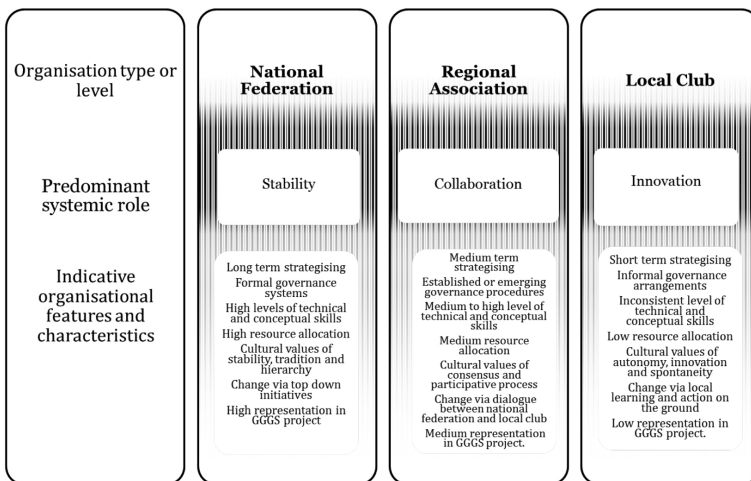 Organisation type or
level
Predominant
systemic role
Indicative
organisational
features and
characteristics
National
Federation
Stability
Long term strategising
Formal governance
systems
High levels of technical
and conceptual skills
High resource allocation
Cultural values of
stability, tradition and
hierarchy
Change via top down
initiatives
High representation in
GGGS project
Regional
Association
Collaboration
Medium term
strategising
Established or emerging
governance procedures
Medium to high level of
technical and conceptual
skills
Medium resource
allocation
Cultural values of
consensus and
participative process
Change via dialogue
between national
federation and local club
Medium representation
in GGGS project.
Local Club
Innovation
Short term strategising
Informal governance
arrangements
Inconsistent level of
technical and
conceptual skills
Low resource allocation
Cultural values of
autonomy, innovation
and spontaneity
Change via local
learning and action on
the ground
Low representation in
GGGS project.